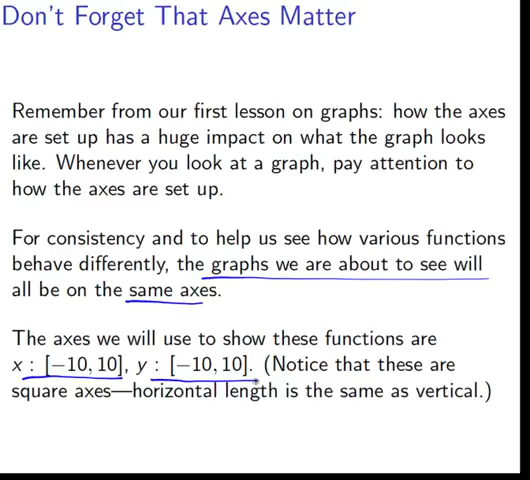 Don't Forget That Axes Matter
Remember from our first lesson on graphs: how the axes
are set up has a huge impact on what the graph looks
like. Whenever you look at a graph, pay attention to
how the axes are set up.
For consistency and to help us see how various functions
behave differently, the graphs we are about to see will
all be on the same axes.
The axes we will use to show these functions are
x : [−10, 10], y : [−10, 10]. (Notice that these are
square axes—horizontal length is the same as vertical.)